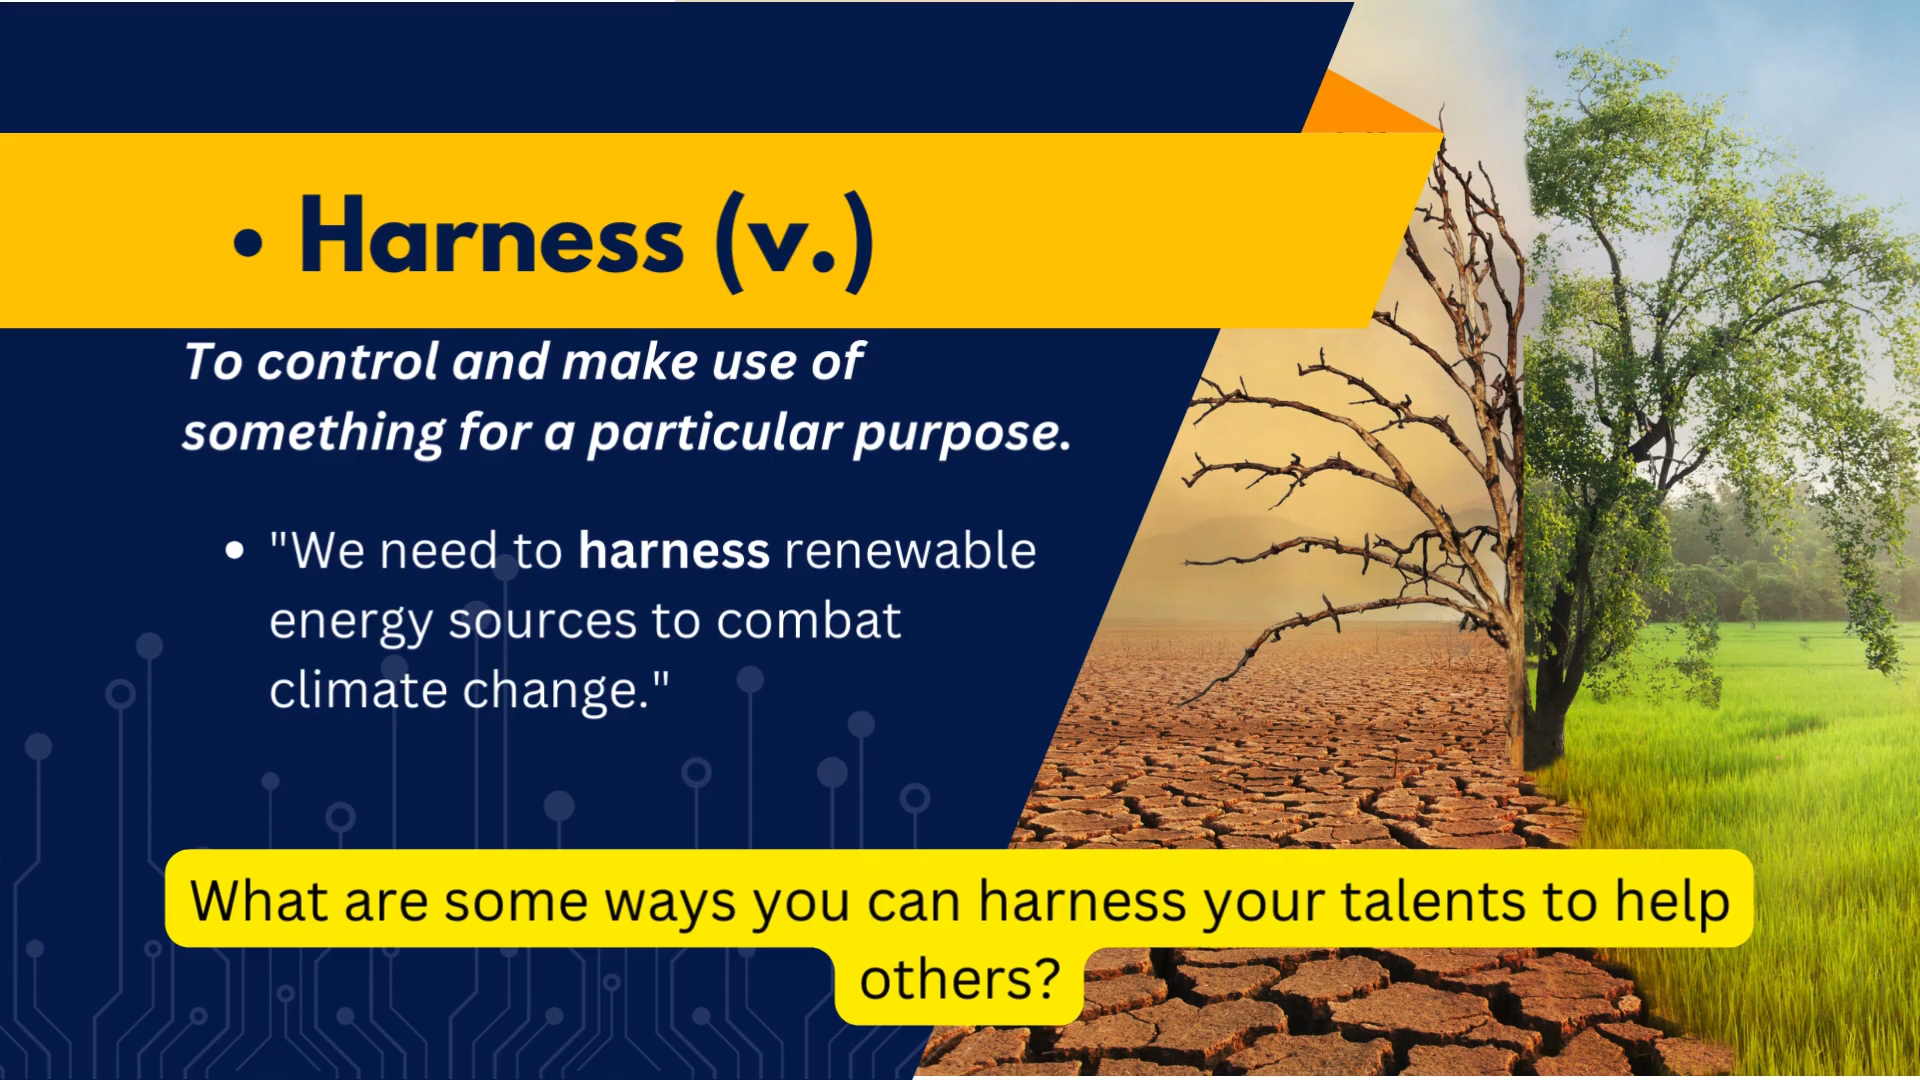 • Harness (v.)
To control and make use of
something for a particular purpose.
• "We need to harness renewable
energy sources to combat
climate change."
What are some ways you can harness your talents to help
others?